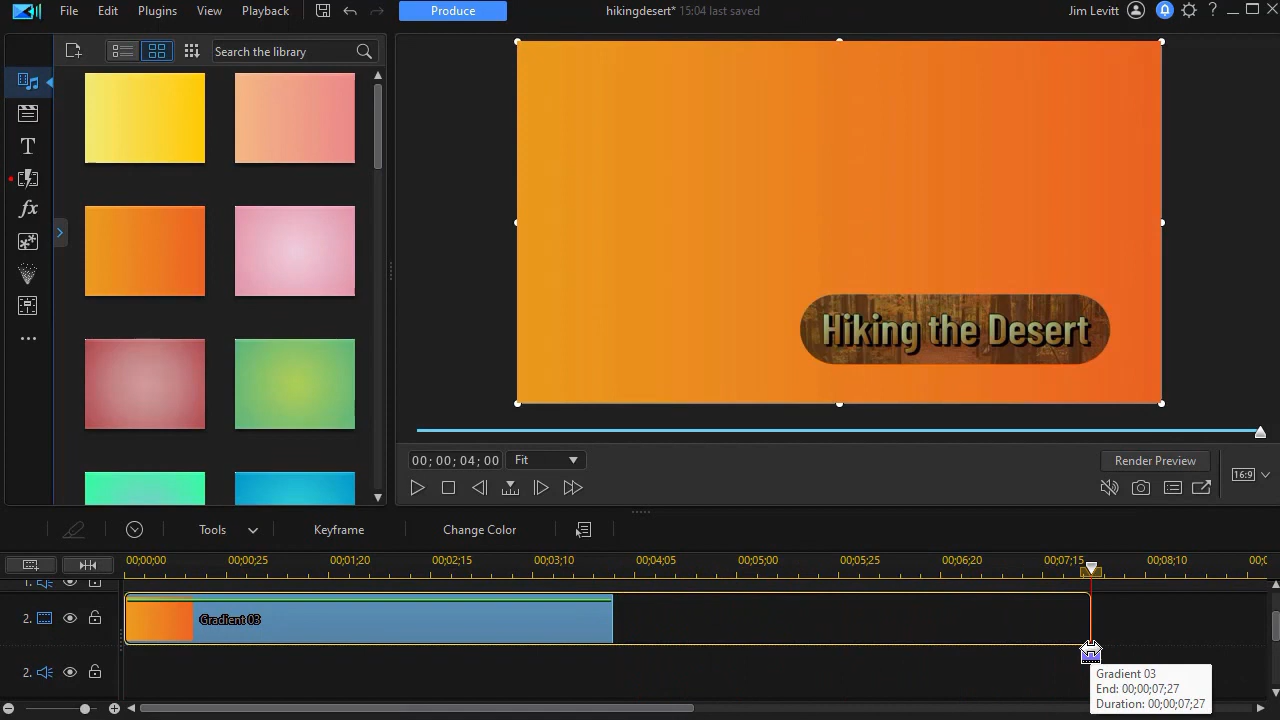 File Edit Plugins View Playback Produce hikingdesert* 15:04 last saved Jim Levitt ?
Search the library
T
fx
Hiking the Desert
00; 00; 04; 00 Fit Render Preview
16:9
Tools Keyframe Change Color
00;00;00 00;00;25 00;01;20 00;02;15 00;03;10 00;04;05 00;05;00 00;05;25 00;06;20 00;07;15 00;08;10
1.
2. Gradient 03
2.
Gradient 03
End: 00;00;07;27
Duration: 00;00;07;27